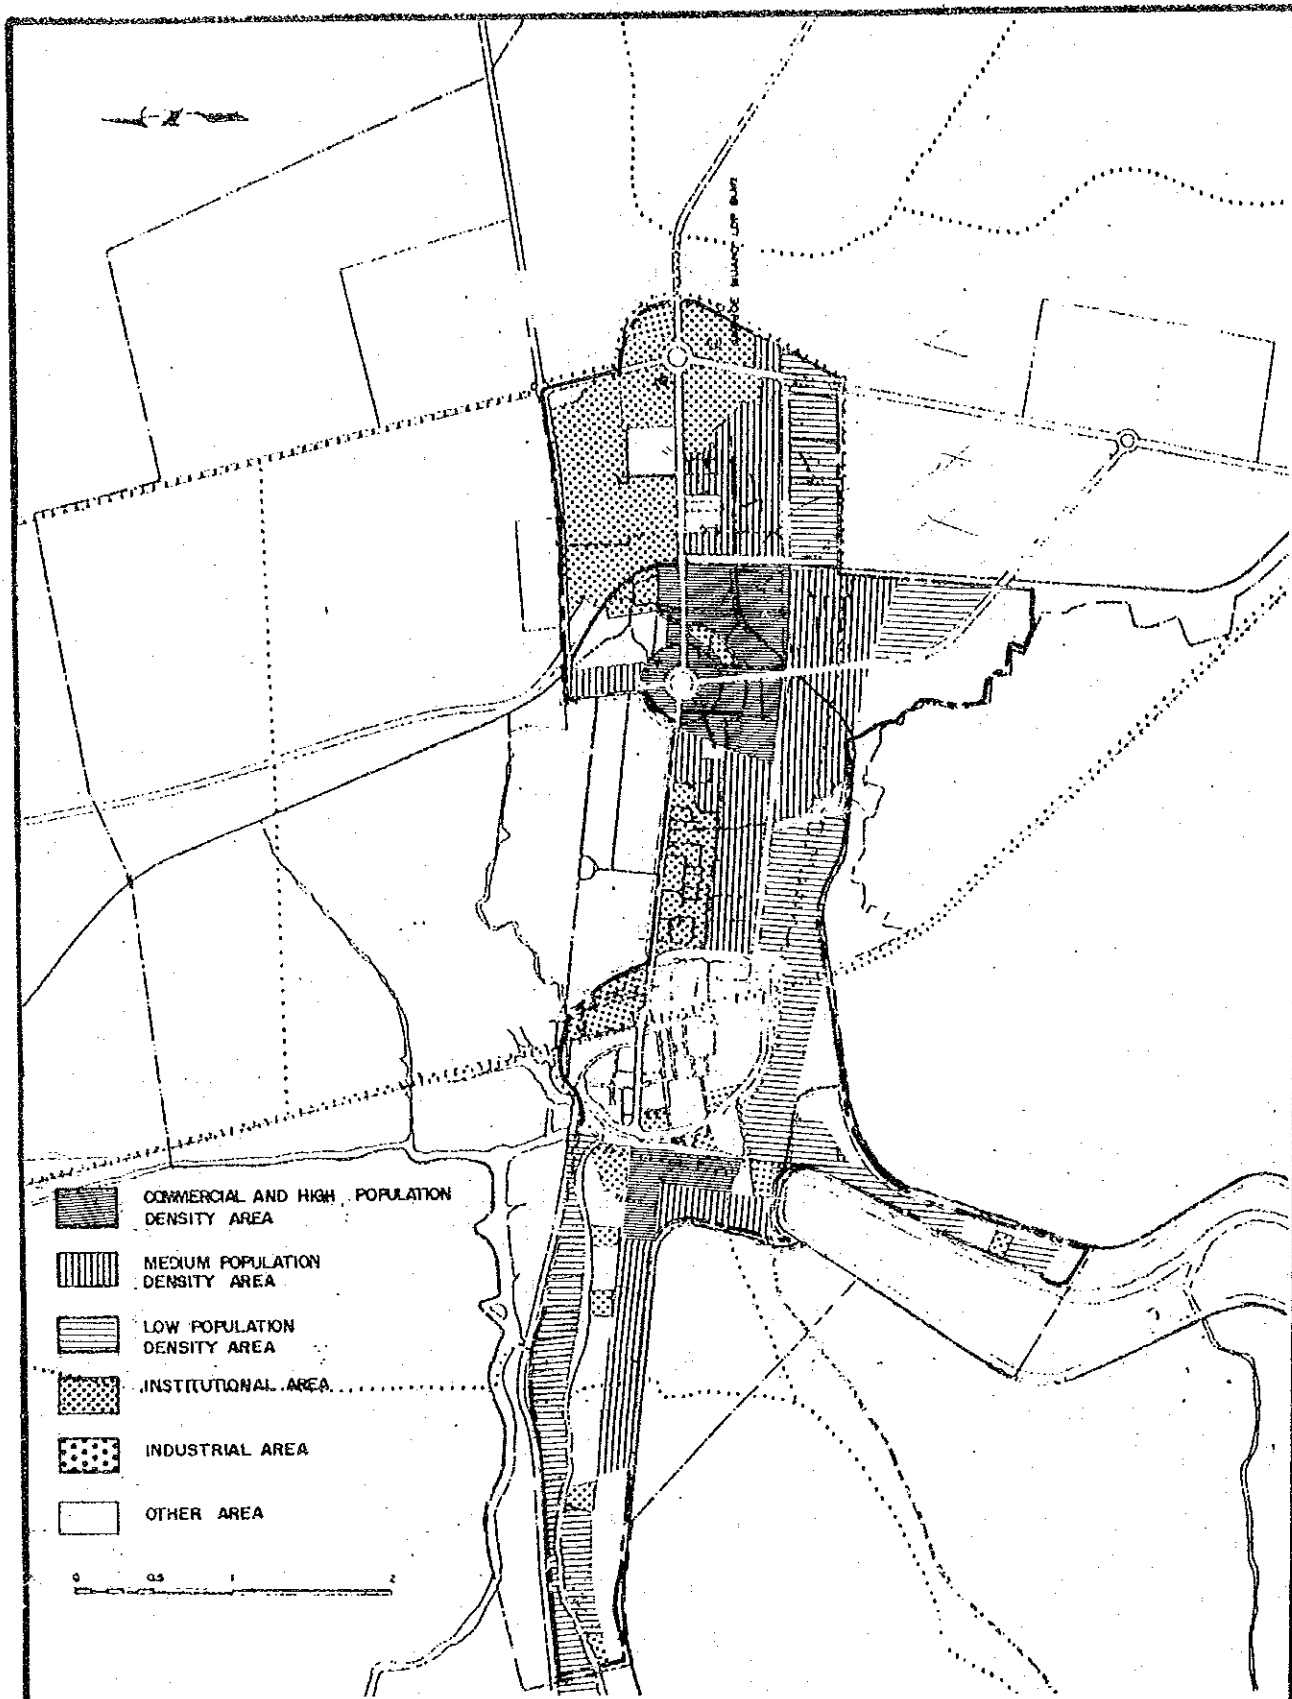 N
COMMERCIAL AND HIGH POPULATION
DENSITY AREA
MEDIUM POPULATION
DENSITY AREA
LOW POPULATION
DENSITY AREA
INSTITUTIONAL AREA
INDUSTRIAL AREA
OTHER AREA
0 0.5 1 2